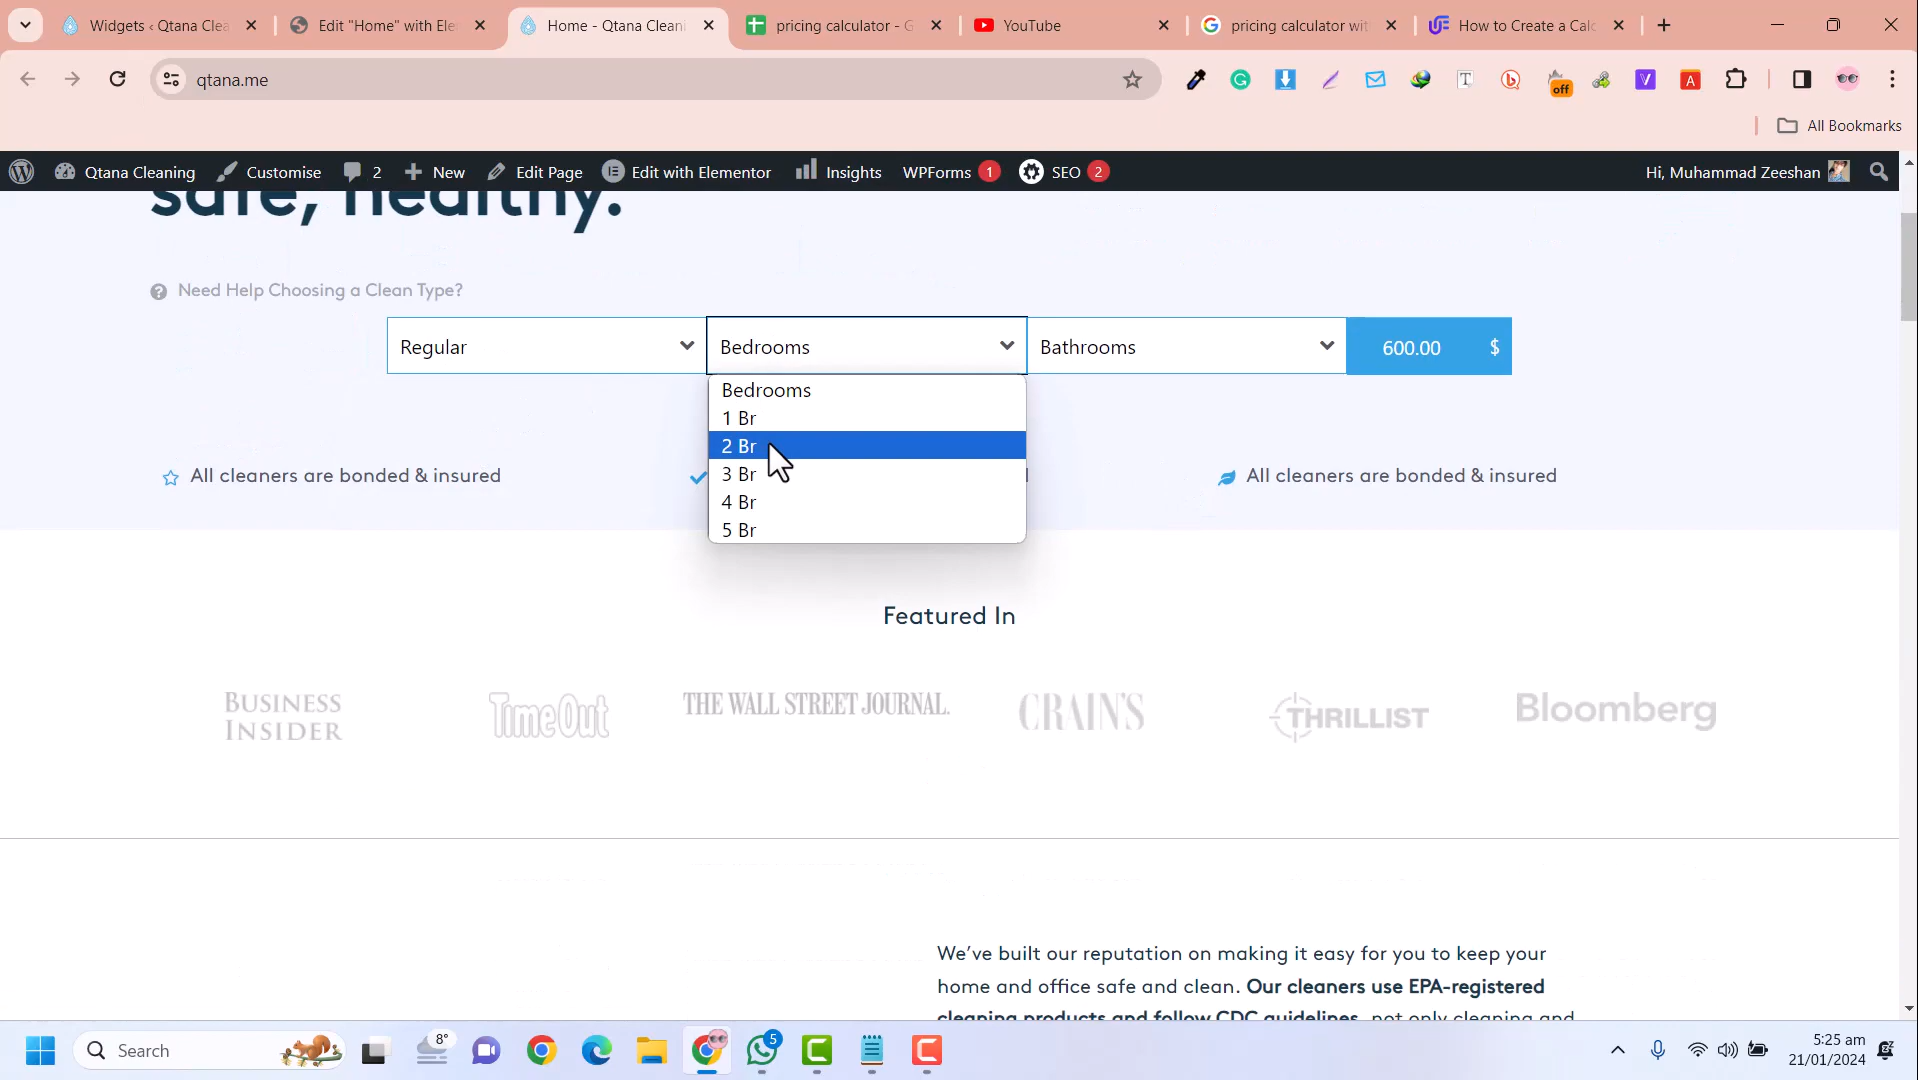 Widgets ‹ Qtana Clea
Edit "Home" with Ele
Home - Qtana Cleani
pricing calculator - G
YouTube
pricing calculator wit
How to Create a Calc
qtana.me
off
All Bookmarks
Qtana Cleaning
Customise
2
New
Edit Page
Edit with Elementor
Insights
WPForms 1
SEO 2
Hi, Muhammad Zeeshan
safe, healthy.
Need Help Choosing a Clean Type?
Regular
Bedrooms
Bathrooms
600.00 $
Bedrooms
1 Br
2 Br
3 Br
4 Br
5 Br
All cleaners are bonded & insured
All cleaners are bonded & insured
Featured In
BUSINESS
INSIDER
TimeOut
THE WALL STREET JOURNAL.
CRAIN'S
THRILLIST
Bloomberg
We've built our reputation on making it easy for you to keep your
home and office safe and clean. Our cleaners use EPA-registered
cleaning products and follow CDC guidelines, not only cleaning and
Search
8°
5
5:25 am
21/01/2024